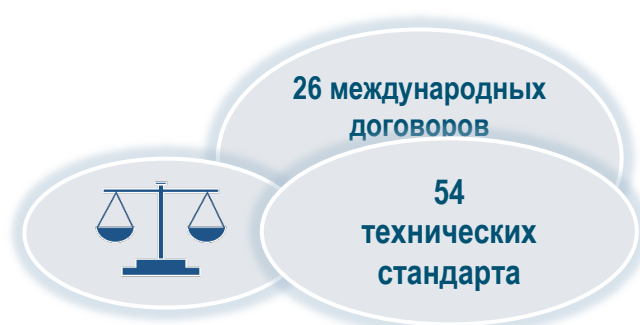 26 международных
договоров
54
технических
стандарта